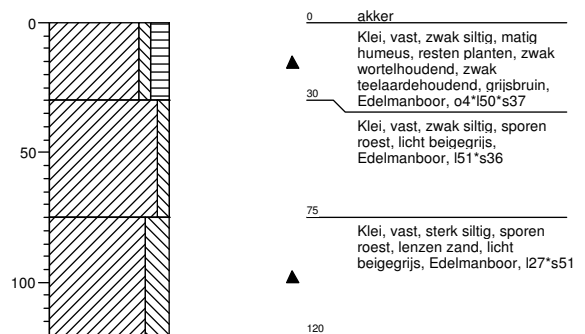 0
50
100
0 akker
Klei, vast, zwak siltig, matig
humeus, resten planten, zwak
wortelhoudend, zwak
teelaardehoudend, grijsbruin,
Edelmanboor, o4*l50*s37
30
Klei, vast, zwak siltig, sporen
roest, licht beigegrijs,
Edelmanboor, l51*s36
75
Klei, vast, sterk siltig, sporen
roest, lenzen zand, licht
beigegrijs, Edelmanboor, l27*s51
120